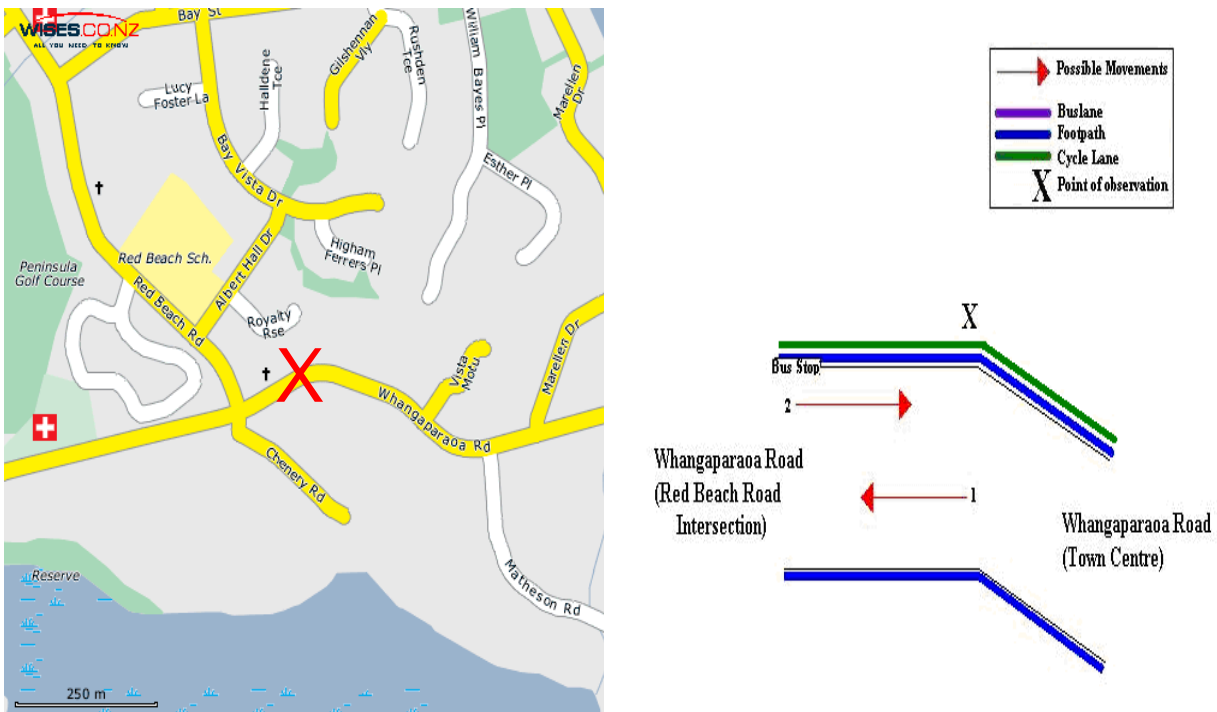 WISES.CO.NZ
ALL YOU NEED TO KNOW
Bay St
Gilshennan
Vly
Rushden
Tce
William Bayes Pl
Marellen
Dr
Lucy
Foster La
Halldene
Tce
Bay Vista Dr
Esther Pl
Higham
Ferrers Pl
Peninsula
Golf Course
Red Beach Sch.
Albert Hall Dr
Red Beach Rd
Royalty
Rse
X
Vista
Motu
Marellen Dr
Whangaparaoa Rd
Chenery Rd
Matheson Rd
Reserve
250 m
Possible Movements
Buslane
Footpath
Cycle Lane
X Point of observation
X
Bus Stop
2
1
Whangaparaoa Road
(Red Beach Road
Intersection)
Whangaparaoa Road
(Town Centre)